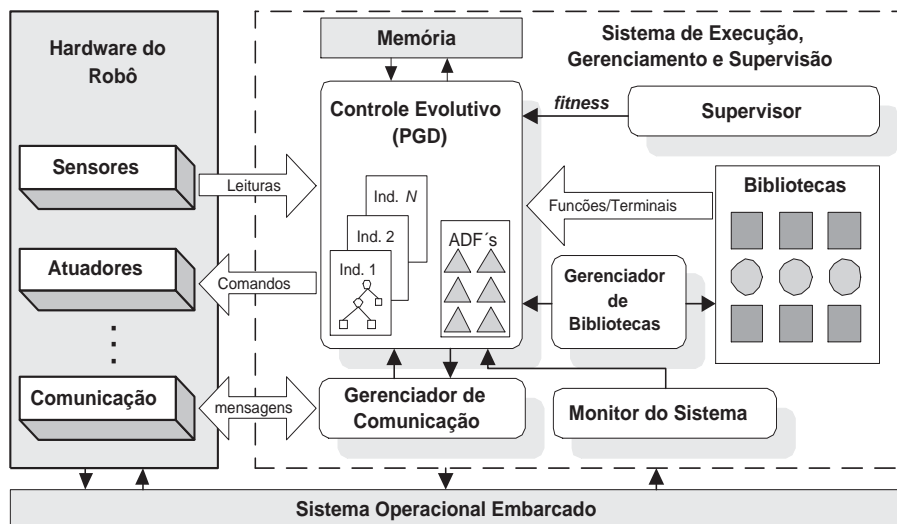 Hardware do
Robô
Sensores
Atuadores
Comunicação
Leituras
Comandos
mensagens
Memória
Sistema de Execução,
Gerenciamento e Supervisão
Controle Evolutivo
(PGD)
fitness
Supervisor
Ind. N
Ind. 2
Ind. 1
ADF´s
Funcões/Terminais
Bibliotecas
Gerenciador
de
Bibliotecas
Gerenciador de
Comunicação
Monitor do Sistema
Sistema Operacional Embarcado